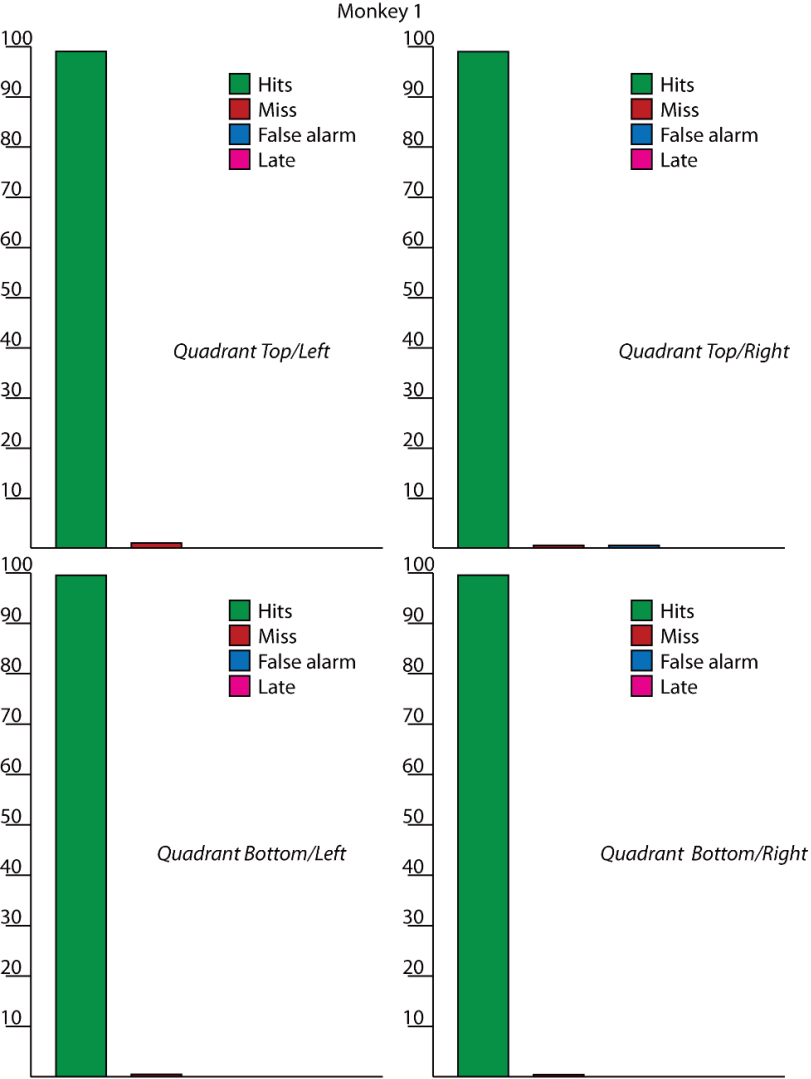 Monkey 1
100
90
80
70
60
50
40
30
20
10
Hits
Miss
False alarm
Late
Quadrant Top/Left
100
90
80
70
60
50
40
30
20
10
Hits
Miss
False alarm
Late
Quadrant Top/Right
100
90
80
70
60
50
40
30
20
10
Hits
Miss
False alarm
Late
Quadrant Bottom/Left
100
90
80
70
60
50
40
30
20
10
Hits
Miss
False alarm
Late
Quadrant Bottom/Right